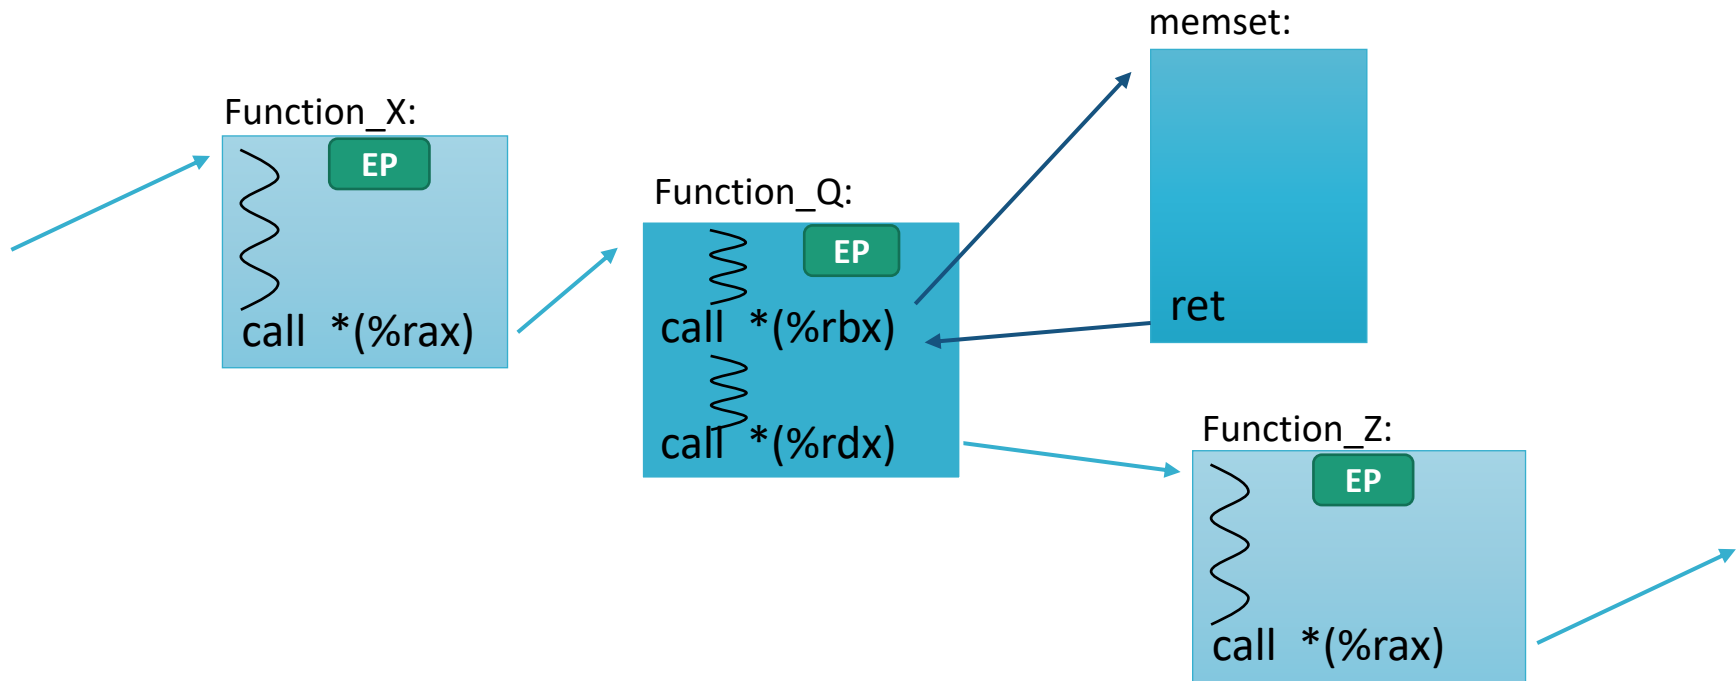 memset:
ret
Function_X:
EP
call *(%rax)
Function_Q:
EP
call *(%rbx)
call *(%rdx)
Function_Z:
EP
call *(%rax)